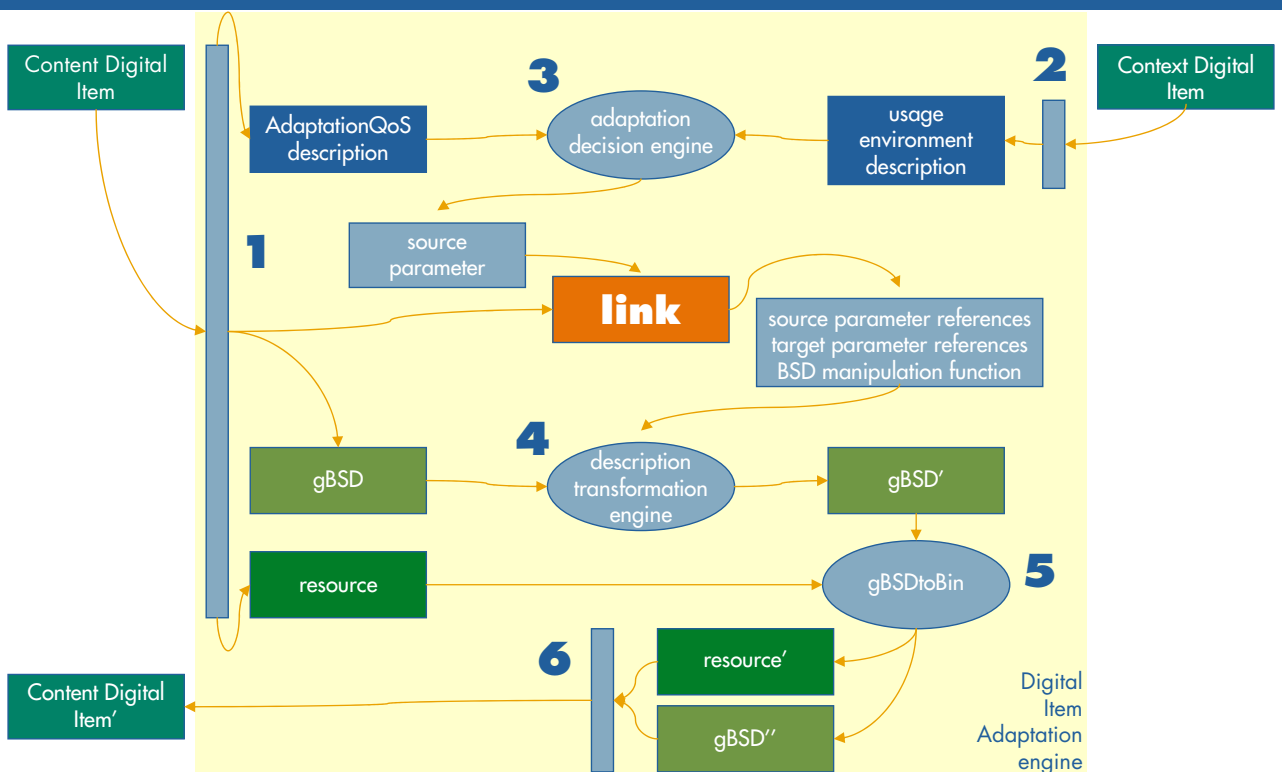 Content Digital
Item
3
2
Context Digital
Item
AdaptationQoS
description
adaptation
decision engine
usage
environment
description
1
source
parameter
link
source parameter references
target parameter references
BSD manipulation function
4
gBSD
description
transformation
engine
gBSD'
resource
gBSDtoBin
5
6
resource'
Content Digital
Item'
gBSD''
Digital
Item
Adaptation
engine